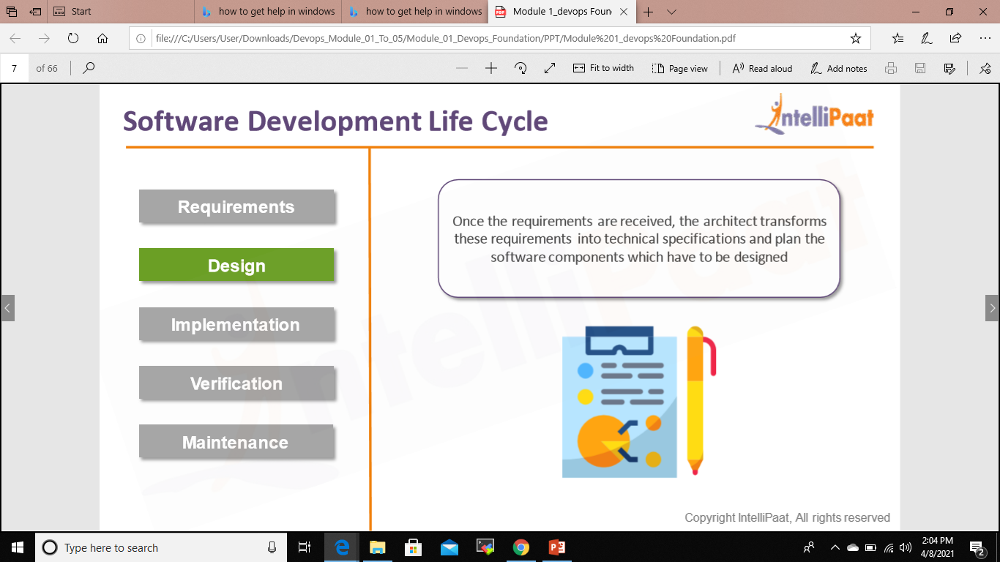 Start
how to get help in windows
how to get help in windows
Module 1_devops Foun
file:///C:/Users/User/Downloads/Devops_Module_01_To_05/Module_01_Devops_Foundation/PPT/Module%201_devops%20Foundation.pdf
7 of 66
Fit to width
Page view
Read aloud
Add notes
Software Development Life Cycle
IntelliPaat
Requirements
Design
Implementation
Verification
Maintenance
Once the requirements are received, the architect transforms
these requirements into technical specifications and plan the
software components which have to be designed
IntelliPaat
Copyright IntelliPaat, All rights reserved
Type here to search
2:04 PM
4/8/2021
2